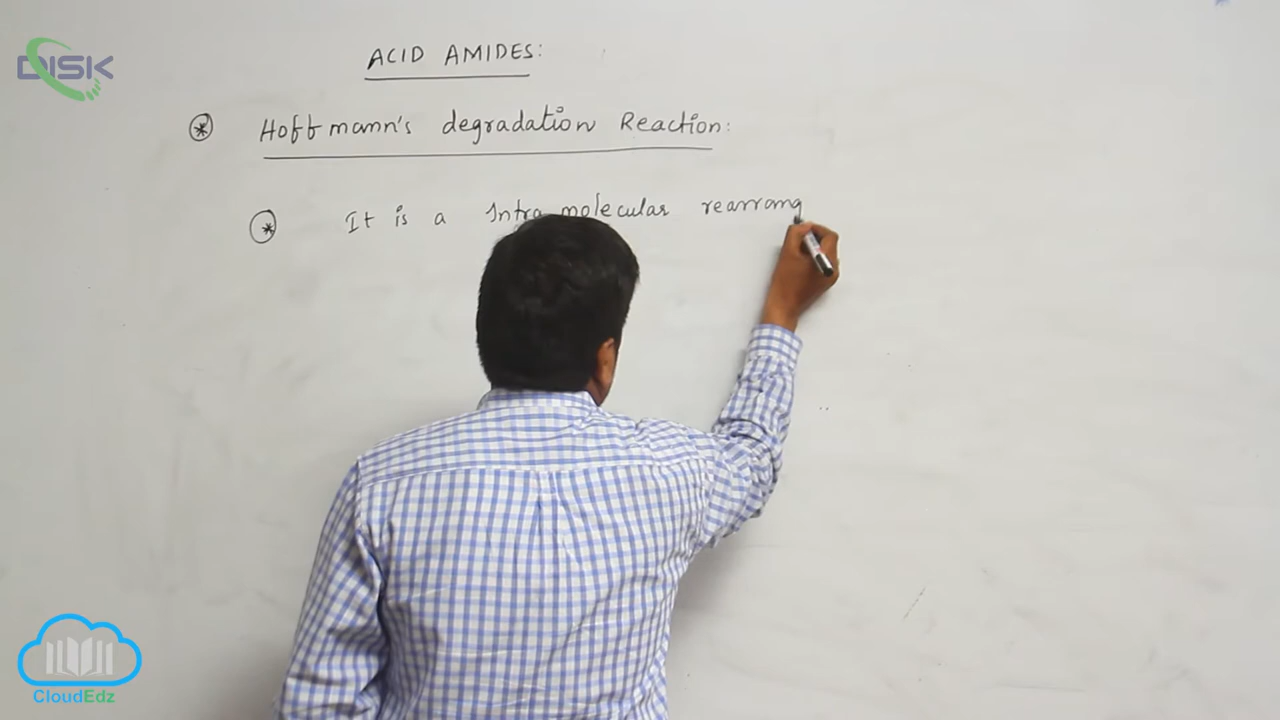 DISK
ACID AMIDES:
Hoffmann's degradation Reaction:
It is a Intra molecular rearrang
CloudEdz